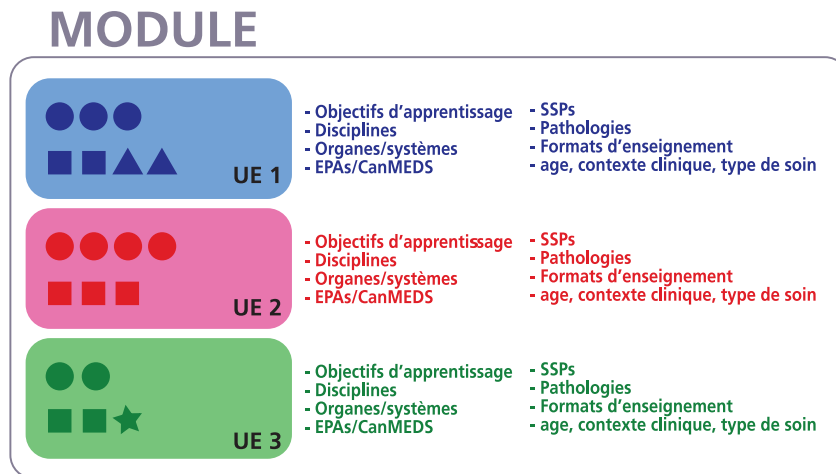 MODULE
UE 1
- Objectifs d'apprentissage
- Disciplines
- Organes/systèmes
- EPAs/CanMEDS
- SSPs
- Pathologies
- Formats d'enseignement
- age, contexte clinique, type de soin
UE 2
- Objectifs d'apprentissage
- Disciplines
- Organes/systèmes
- EPAs/CanMEDS
- SSPs
- Pathologies
- Formats d'enseignement
- age, contexte clinique, type de soin
UE 3
- Objectifs d'apprentissage
- Disciplines
- Organes/systèmes
- EPAs/CanMEDS
- SSPs
- Pathologies
- Formats d'enseignement
- age, contexte clinique, type de soin